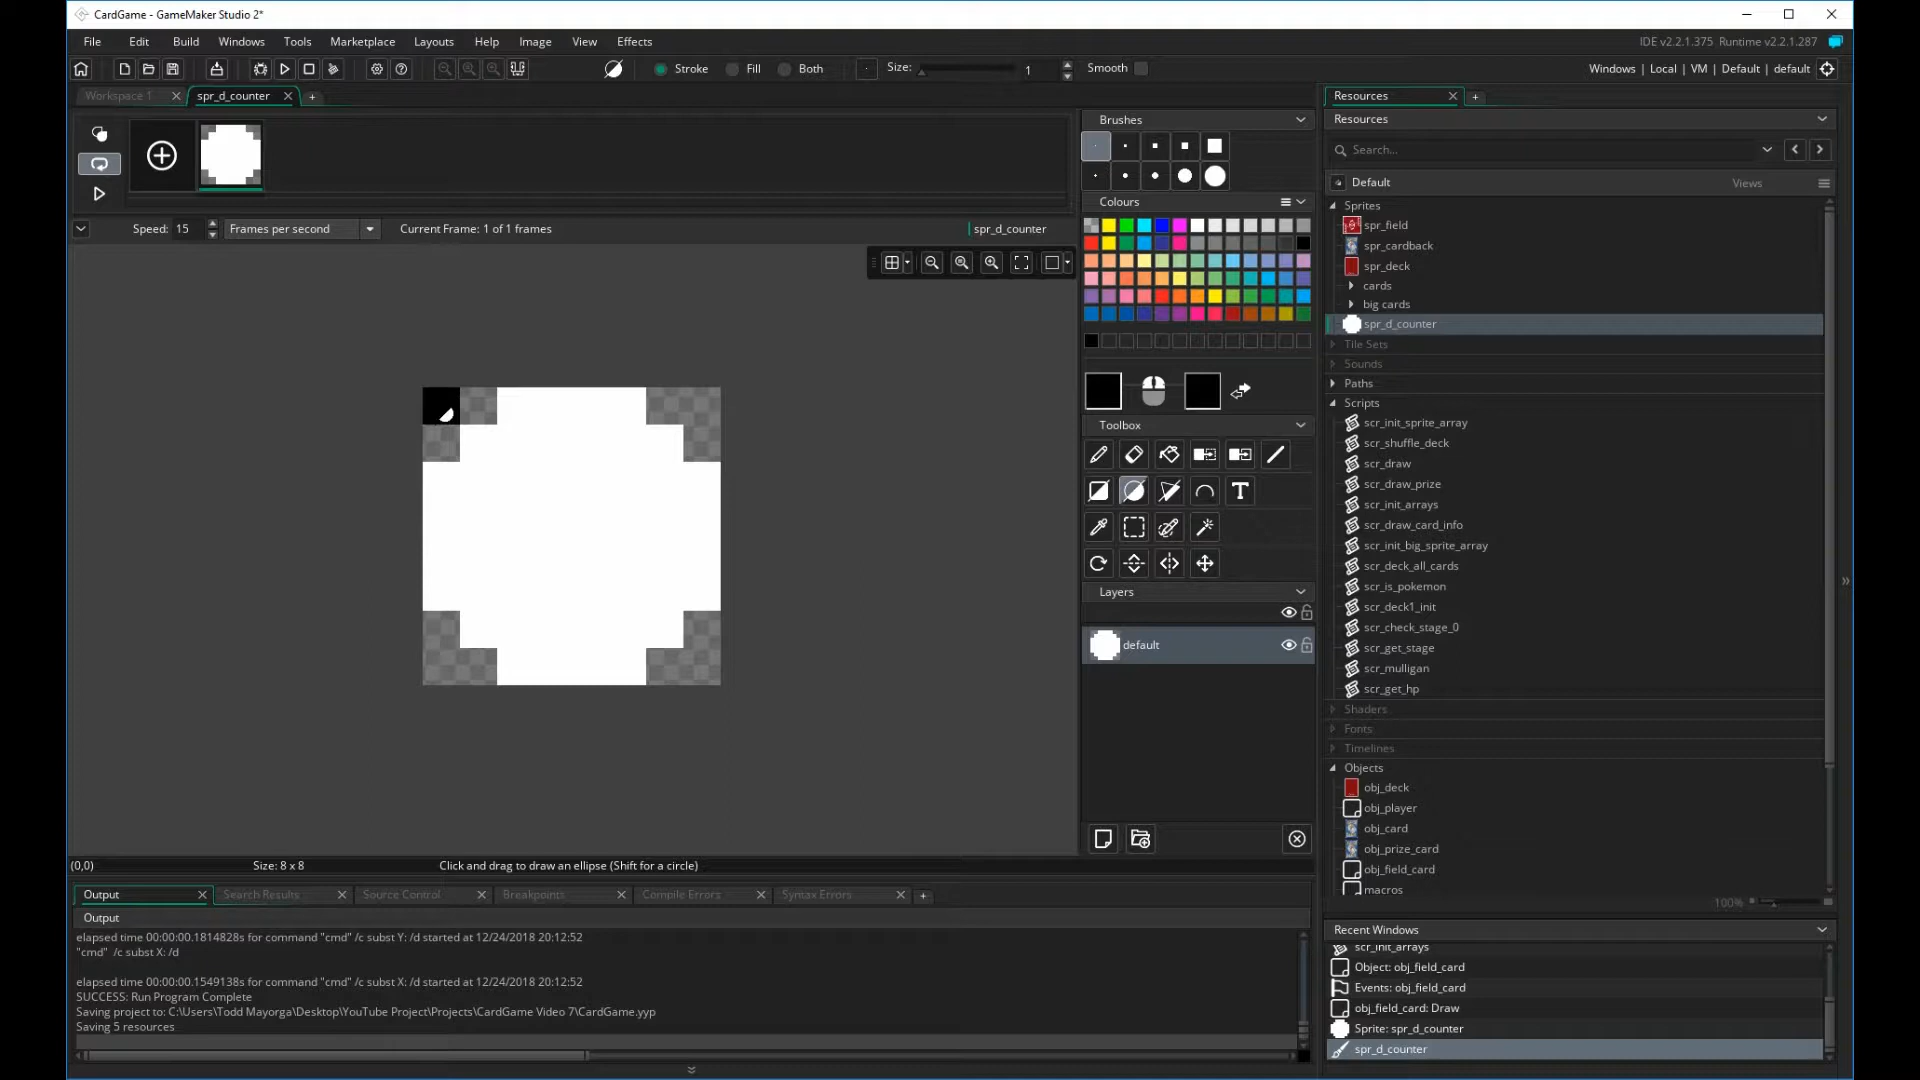 CardGame - GameMaker Studio 2*
File Edit Build Windows Tools Marketplace Layouts Help Image View Effects
IDE v2.2.1.375 Runtime v2.2.1.287
Stroke Fill Both Size: 1 Smooth
Windows | Local | VM | Default | default
Workspace 1
spr_d_counter
Speed: 15 Frames per second Current Frame: 1 of 1 frames
spr_d_counter
(0,0) Size: 8 x 8 Click and drag to draw an ellipse (Shift for a circle)
Brushes
Colours
Toolbox
Layers
default
Resources
Resources
Search...
Default Views
Sprites
spr_field
spr_cardback
spr_deck
cards
big cards
spr_d_counter
Tile Sets
Sounds
Paths
Scripts
scr_init_sprite_array
scr_shuffle_deck
scr_draw
scr_draw_prize
scr_init_arrays
scr_draw_card_info
scr_init_big_sprite_array
scr_deck_all_cards
scr_is_pokemon
scr_deck1_init
scr_check_stage_0
scr_get_stage
scr_mulligan
scr_get_hp
Shaders
Fonts
Timelines
Objects
obj_deck
obj_player
obj_card
obj_prize_card
obj_field_card
macros
100%
Recent Windows
scr_init_arrays
Object: obj_field_card
Events: obj_field_card
obj_field_card: Draw
Sprite: spr_d_counter
spr_d_counter
Output Search Results Source Control Breakpoints Compile Errors Syntax Errors
Output
elapsed time 00:00:00.1814828s for command "cmd" /c subst Y: /d started at 12/24/2018 20:12:52
"cmd" /c subst X: /d
elapsed time 00:00:00.1549138s for command "cmd" /c subst X: /d started at 12/24/2018 20:12:52
SUCCESS: Run Program Complete
Saving project to: C:\Users\Todd Mayorga\Desktop\YouTube Project\Projects\CardGame Video 7\CardGame.yyp
Saving 5 resources